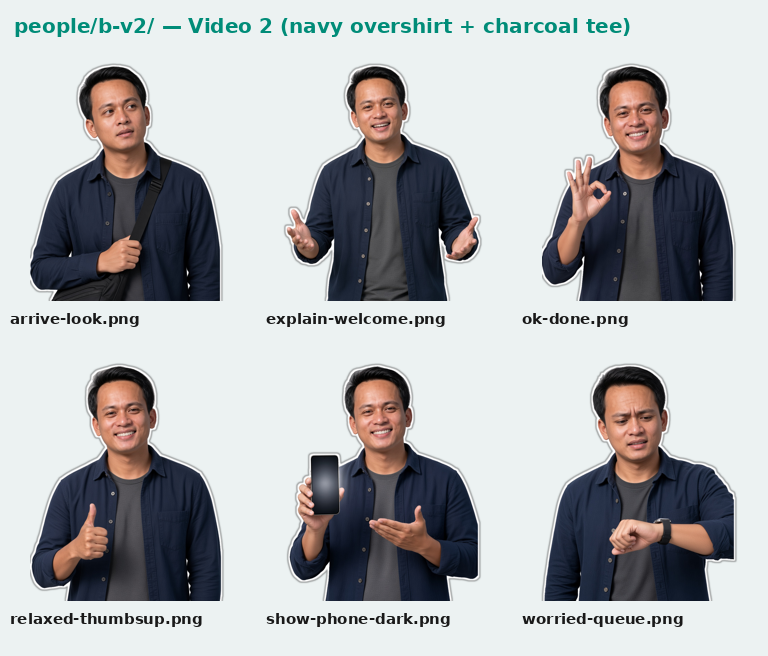 people/b-v2/ — Video 2 (navy overshirt + charcoal tee)
arrive-look.png
explain-welcome.png
ok-done.png
relaxed-thumbsup.png
show-phone-dark.png
worried-queue.png